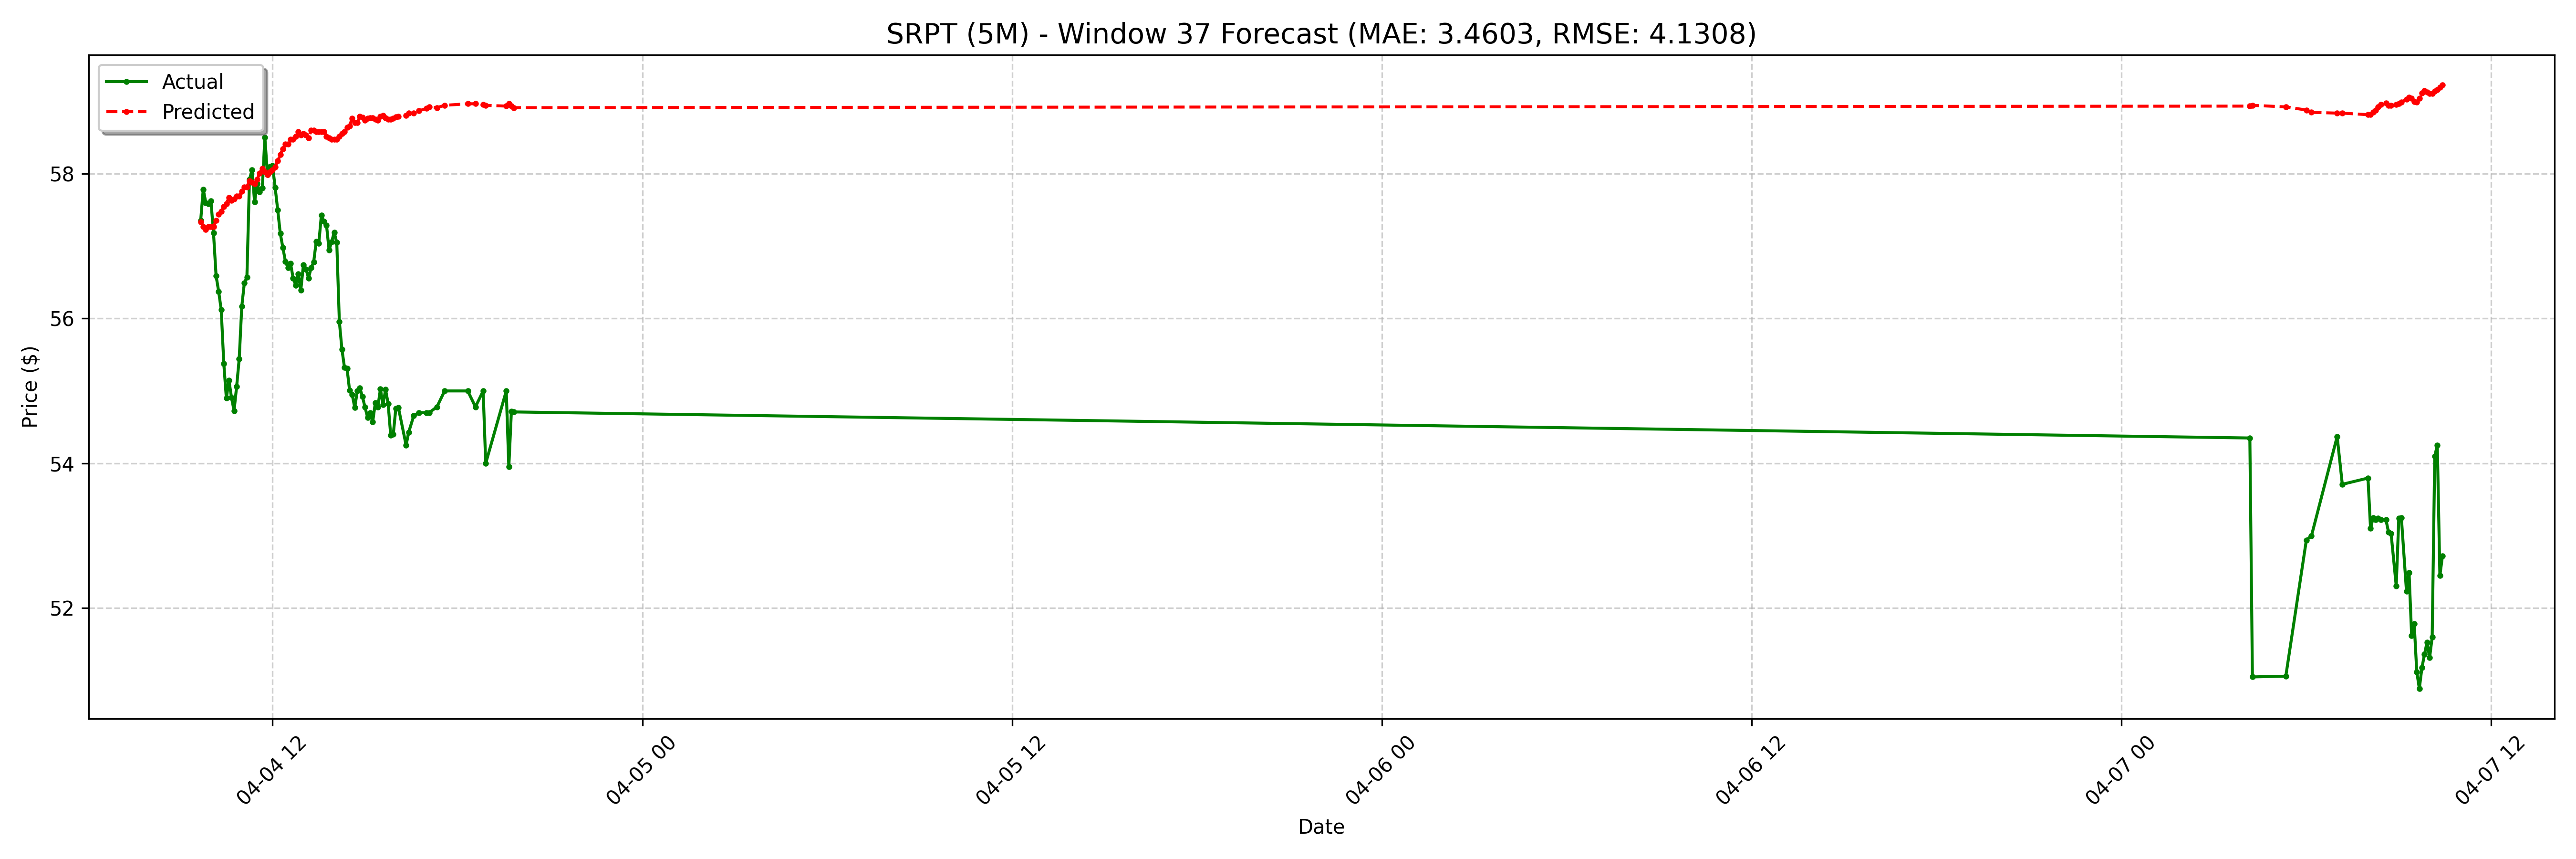 SRPT (5M) - Window 37 Forecast (MAE: 3.4603, RMSE: 4.1308)
Actual
Predicted
Price ($)
58
56
54
52
04-04 12
04-05 00
04-05 12
04-06 00
04-06 12
04-07 00
04-07 12
Date